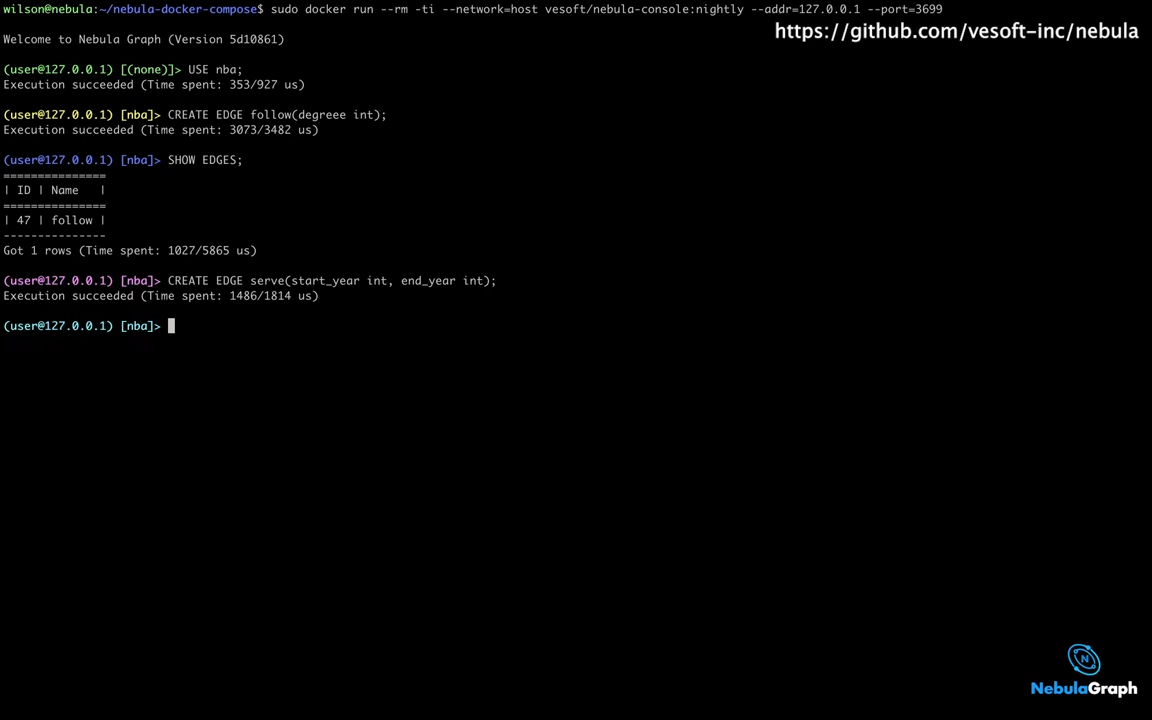 wilson@nebula:~/nebula-docker-compose$ sudo docker run --rm -ti --network=host vesoft/nebula-console:nightly --addr=127.0.0.1 --port=3699
https://github.com/vesoft-inc/nebula
Welcome to Nebula Graph (Version 5d10861)
(user@127.0.0.1) [(none)]> USE nba;
Execution succeeded (Time spent: 353/927 us)
(user@127.0.0.1) [nba]> CREATE EDGE follow(degreee int);
Execution succeeded (Time spent: 3073/3482 us)
(user@127.0.0.1) [nba]> SHOW EDGES;
===============
| ID | Name   |
===============
| 47 | follow |
---------------
Got 1 rows (Time spent: 1027/5865 us)
(user@127.0.0.1) [nba]> CREATE EDGE serve(start_year int, end_year int);
Execution succeeded (Time spent: 1486/1814 us)
(user@127.0.0.1) [nba]>
N
NebulaGraph